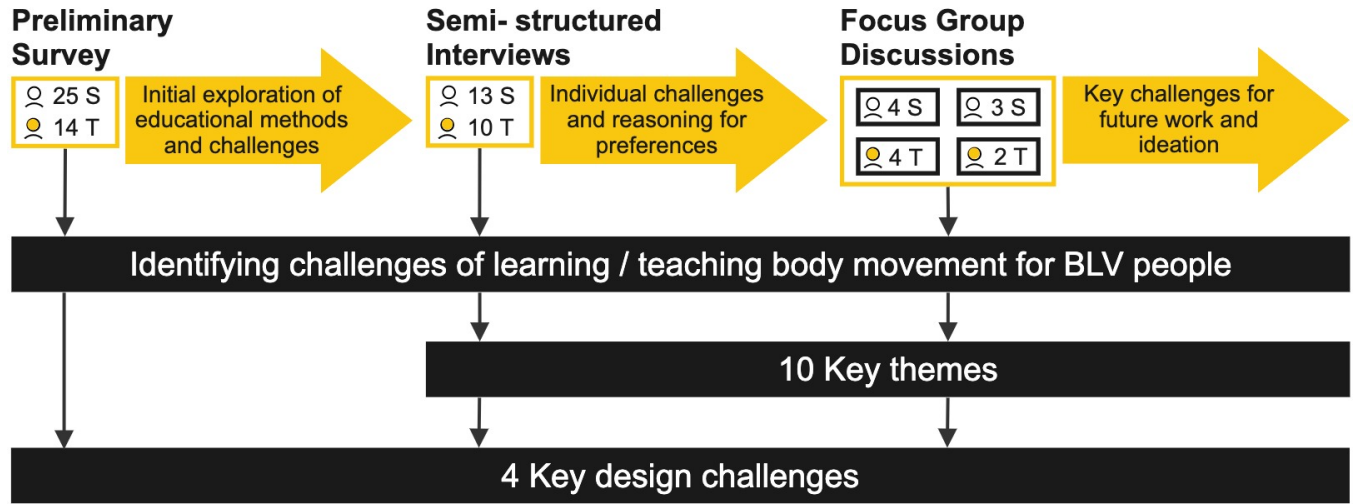 Preliminary
Survey
25 S
14 T
Initial exploration of
educational methods
and challenges
Semi- structured
Interviews
13 S
10 T
Individual challenges
and reasoning for
preferences
Focus Group
Discussions
4 S
3 S
4 T
2 T
Key challenges for
future work and
ideation
Identifying challenges of learning / teaching body movement for BLV people
10 Key themes
4 Key design challenges